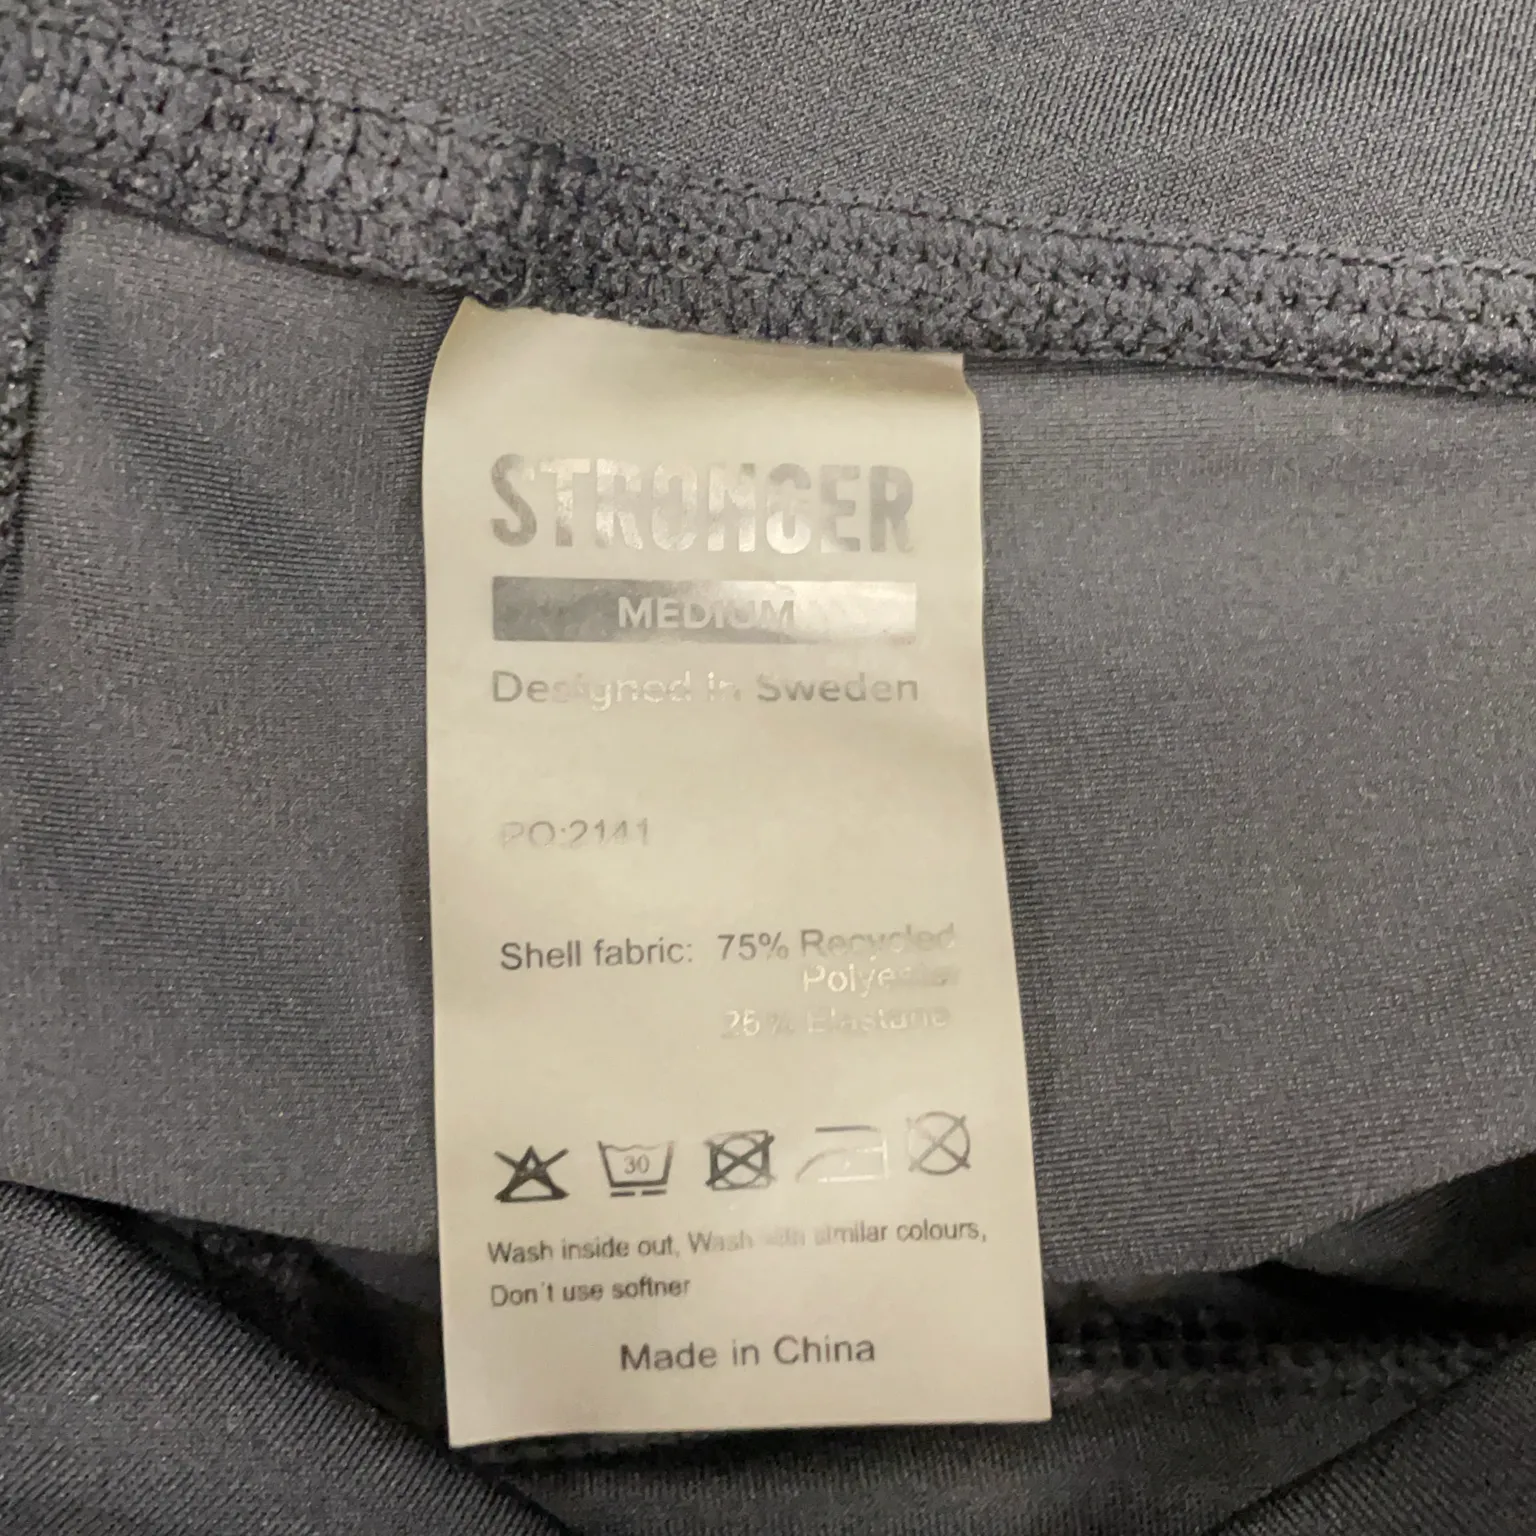 STRONGER
MEDIUM
Designed in Sweden
PO:2141
Shell fabric: 75% Recycled
Polyester
25% Elastane
30
Wash inside out, Wash with similar colours,
Don't use softner
Made in China